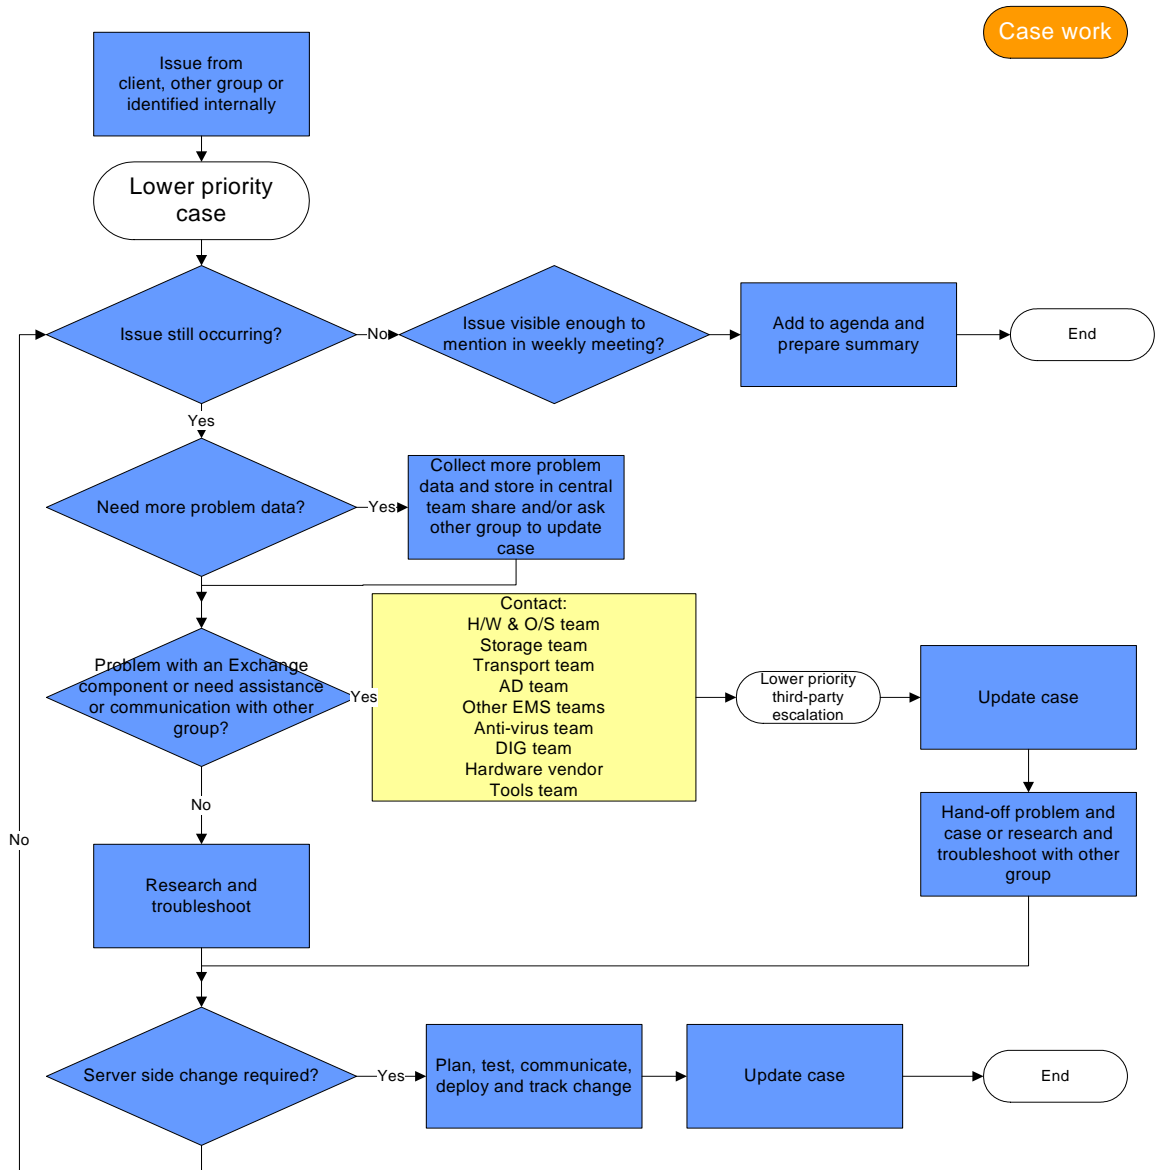 Case work
Issue from
client, other group or
identified internally
Lower priority
case
Issue still occurring?
No
Issue visible enough to
mention in weekly meeting?
Add to agenda and
prepare summary
End
Yes
Need more problem data?
Yes
Collect more problem
data and store in central
team share and/or ask
other group to update
case
Problem with an Exchange
component or need assistance
or communication with other
group?
Yes
Contact:
H/W & O/S team
Storage team
Transport team
AD team
Other EMS teams
Anti-virus team
DIG team
Hardware vendor
Tools team
Lower priority
third-party
escalation
Update case
No
No
Hand-off problem and
case or research and
troubleshoot with other
group
Research and
troubleshoot
Server side change required?
Yes
Plan, test, communicate,
deploy and track change
Update case
End